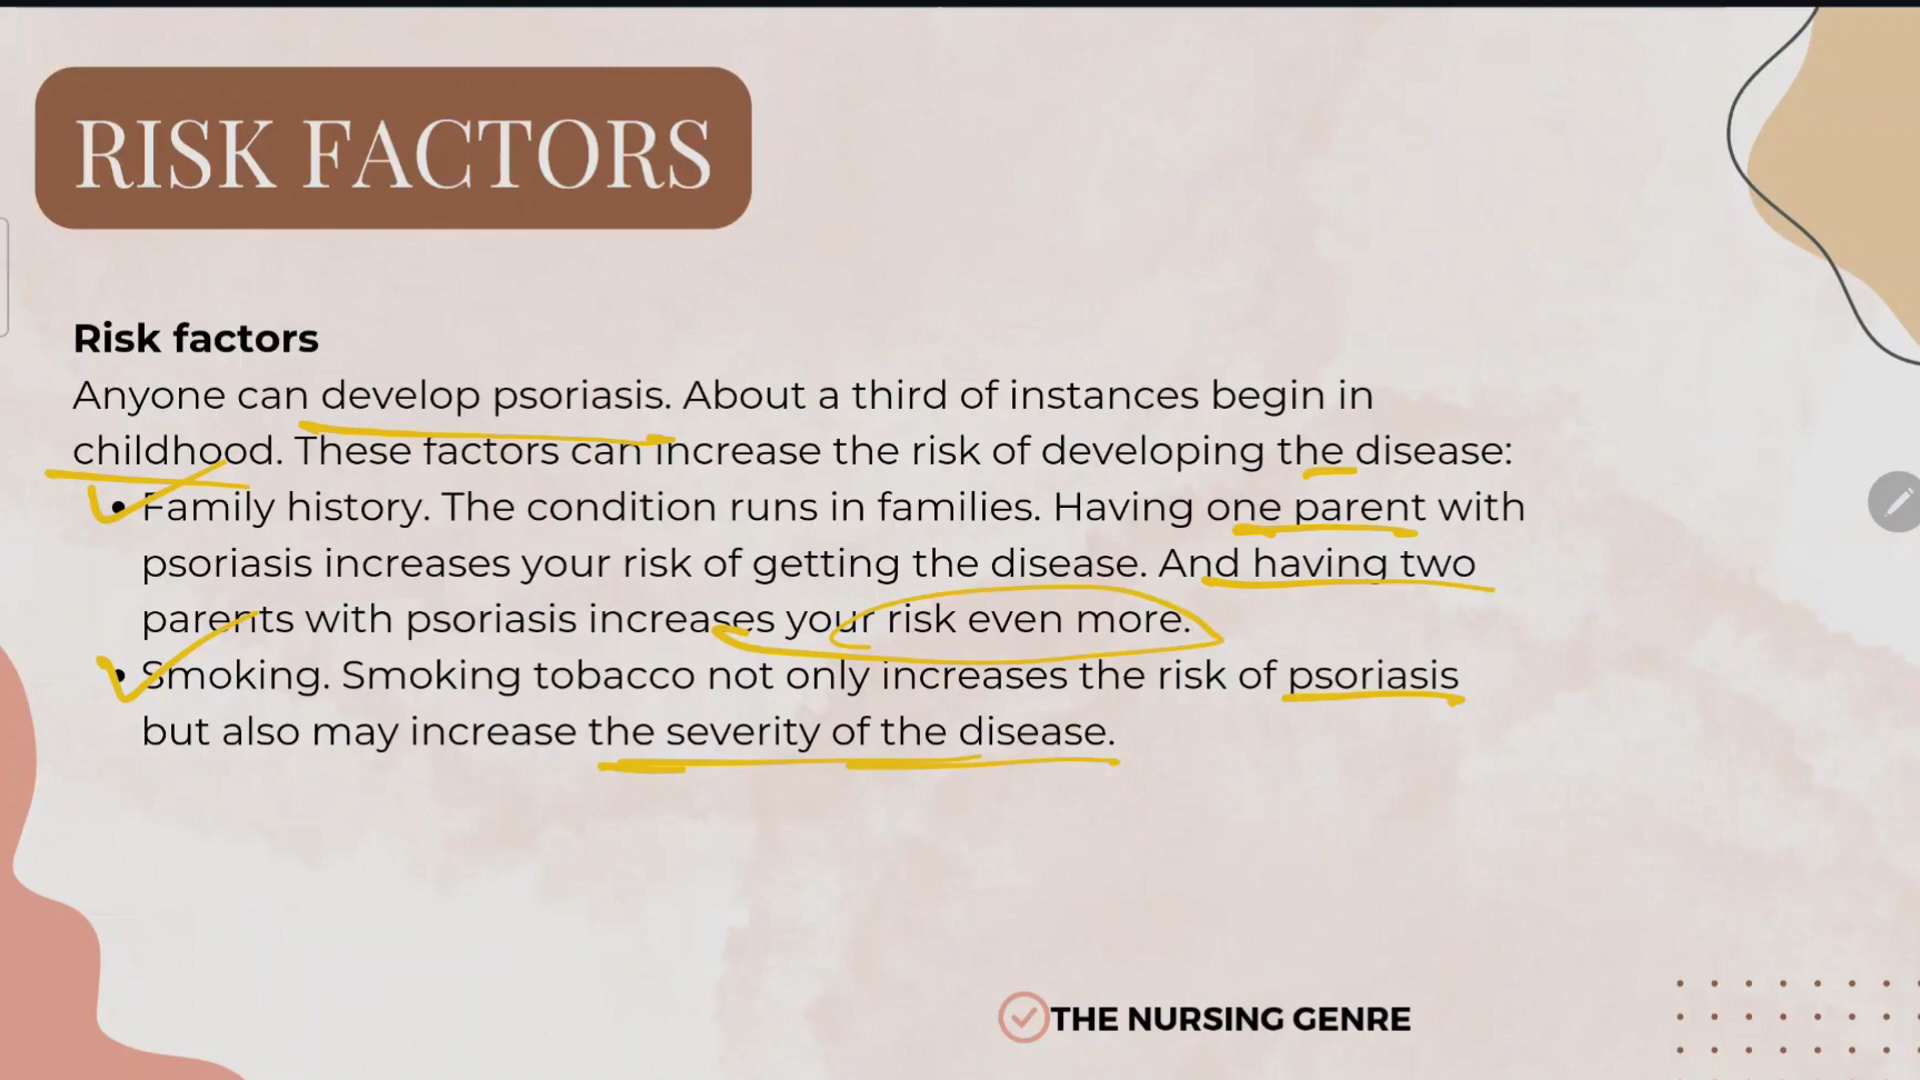 RISK FACTORS
Risk factors
Anyone can develop psoriasis. About a third of instances begin in
childhood. These factors can increase the risk of developing the disease:
• Family history. The condition runs in families. Having one parent with
psoriasis increases your risk of getting the disease. And having two
parents with psoriasis increases your risk even more.
• Smoking. Smoking tobacco not only increases the risk of psoriasis
but also may increase the severity of the disease.
THE NURSING GENRE